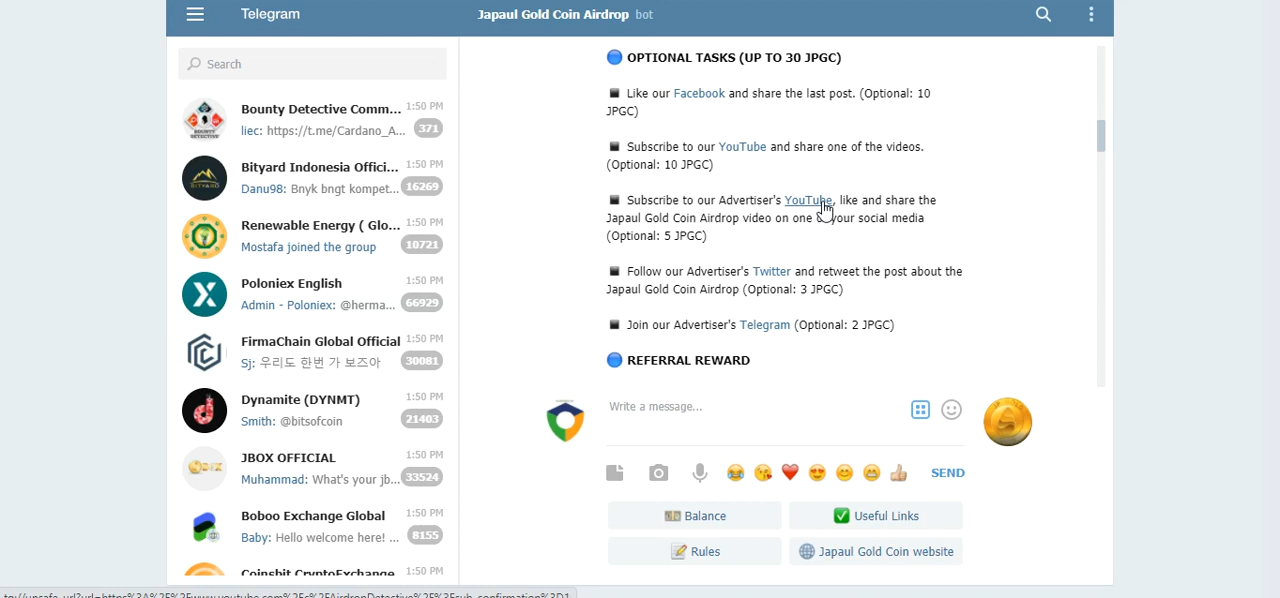 Telegram
Japaul Gold Coin Airdrop bot
Search
Bounty Detective Comm... 1:50 PM
liec: https://t.me/Cardano_A... 371
Bityard Indonesia Offici... 1:50 PM
Danu98: Bnyk bngt kompet... 16269
Renewable Energy ( Glo... 1:50 PM
Mostafa joined the group 10721
Poloniex English 1:50 PM
Admin - Poloniex: @herma... 66929
FirmaChain Global Official 1:50 PM
Sj: 우리도 한번 가 보즈아 30081
Dynamite (DYNMT) 1:50 PM
Smith: @bitsofcoin 21403
JBOX OFFICIAL 1:50 PM
Muhammad: What's your jb... 33524
Boboo Exchange Global 1:50 PM
Baby: Hello welcome here! ... 8155
Coinsbit CryptoExchange 1:50 PM
OPTIONAL TASKS (UP TO 30 JPGC)
Like our Facebook and share the last post. (Optional: 10
JPGC)
Subscribe to our YouTube and share one of the videos.
(Optional: 10 JPGC)
Subscribe to our Advertiser's YouTube, like and share the
Japaul Gold Coin Airdrop video on one of your social media
(Optional: 5 JPGC)
Follow our Advertiser's Twitter and retweet the post about the
Japaul Gold Coin Airdrop (Optional: 3 JPGC)
Join our Advertiser's Telegram (Optional: 2 JPGC)
REFERRAL REWARD
Write a message...
SEND
Balance
Useful Links
Rules
Japaul Gold Coin website